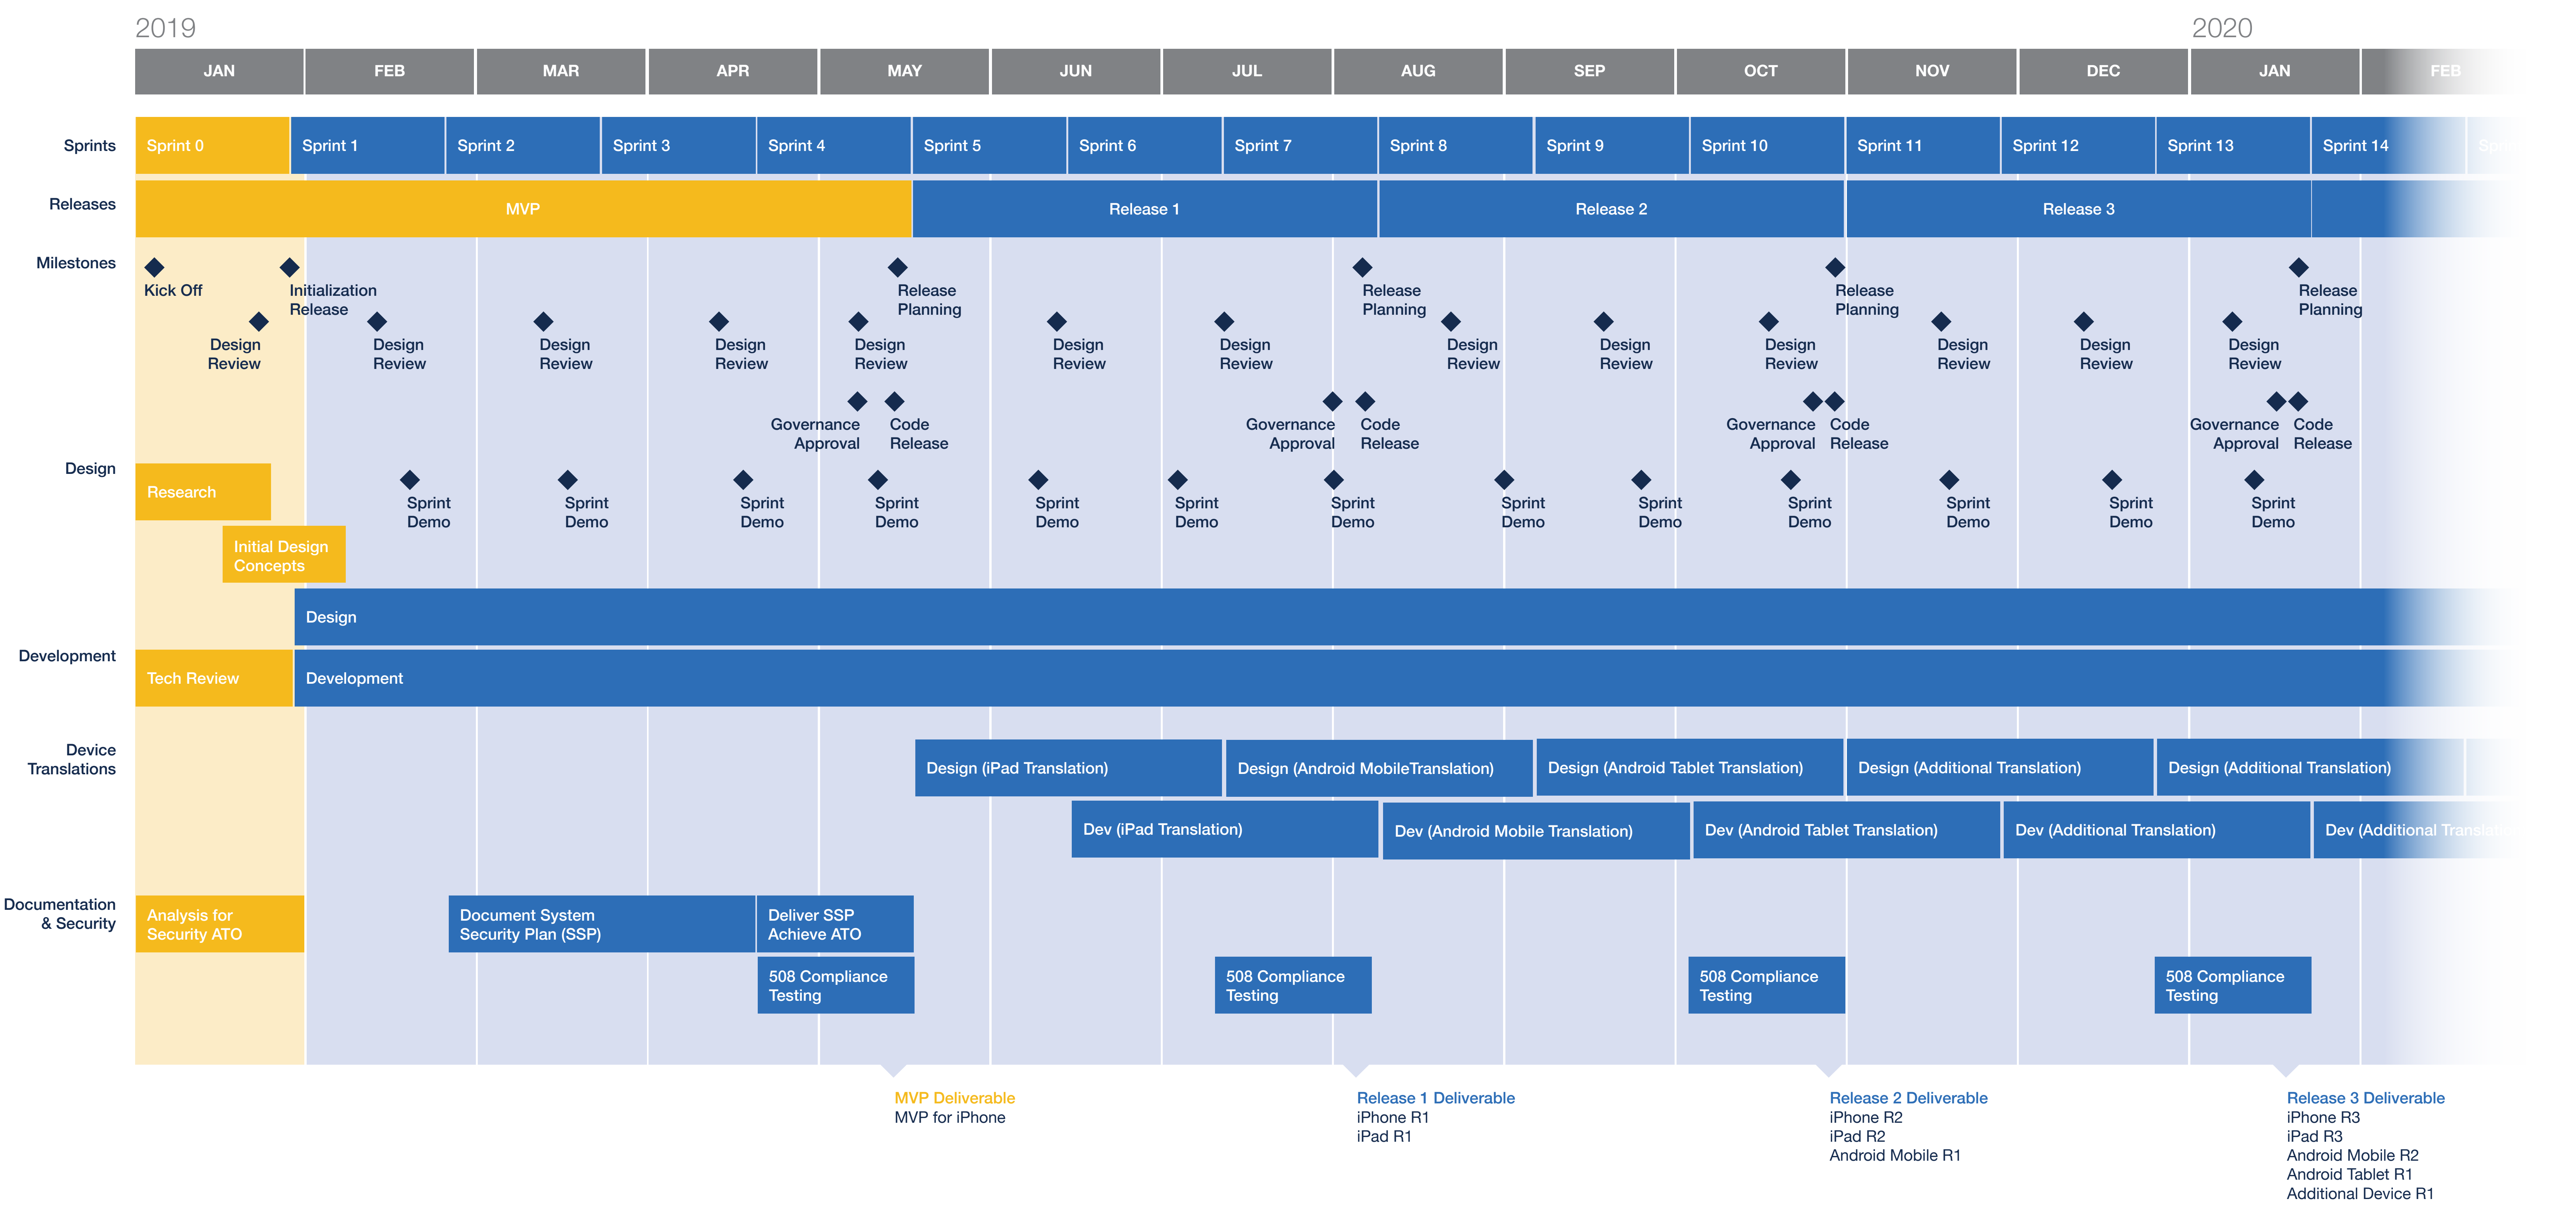 2019
2020
JAN
FEB
MAR
APR
MAY
JUN
JUL
AUG
SEP
OCT
NOV
DEC
JAN
FEB
Sprints
Sprint 0
Sprint 1
Sprint 2
Sprint 3
Sprint 4
Sprint 5
Sprint 6
Sprint 7
Sprint 8
Sprint 9
Sprint 10
Sprint 11
Sprint 12
Sprint 13
Sprint 14
Releases
MVP
Release 1
Release 2
Release 3
Milestones
Kick Off
Initialization
Release
Release
Planning
Release
Planning
Release
Planning
Release
Planning
Design
Review
Design
Review
Design
Review
Design
Review
Design
Review
Design
Review
Design
Review
Design
Review
Design
Review
Design
Review
Design
Review
Design
Review
Design
Review
Governance
Approval
Code
Release
Governance
Approval
Code
Release
Governance
Approval
Code
Release
Governance
Approval
Code
Release
Design
Research
Sprint
Demo
Sprint
Demo
Sprint
Demo
Sprint
Demo
Sprint
Demo
Sprint
Demo
Sprint
Demo
Sprint
Demo
Sprint
Demo
Sprint
Demo
Sprint
Demo
Sprint
Demo
Sprint
Demo
Initial Design
Concepts
Design
Development
Tech Review
Development
Device
Translations
Design (iPad Translation)
Design (Android MobileTranslation)
Design (Android Tablet Translation)
Design (Additional Translation)
Design (Additional Translation)
Dev (iPad Translation)
Dev (Android Mobile Translation)
Dev (Android Tablet Translation)
Dev (Additional Translation)
Dev (Additional
Documentation
& Security
Analysis for
Security ATO
Document System
Security Plan (SSP)
Deliver SSP
Achieve ATO
508 Compliance
Testing
508 Compliance
Testing
508 Compliance
Testing
508 Compliance
Testing
MVP Deliverable
MVP for iPhone
Release 1 Deliverable
iPhone R1
iPad R1
Release 2 Deliverable
iPhone R2
iPad R2
Android Mobile R1
Release 3 Deliverable
iPhone R3
iPad R3
Android Mobile R2
Android Tablet R1
Additional Device R1